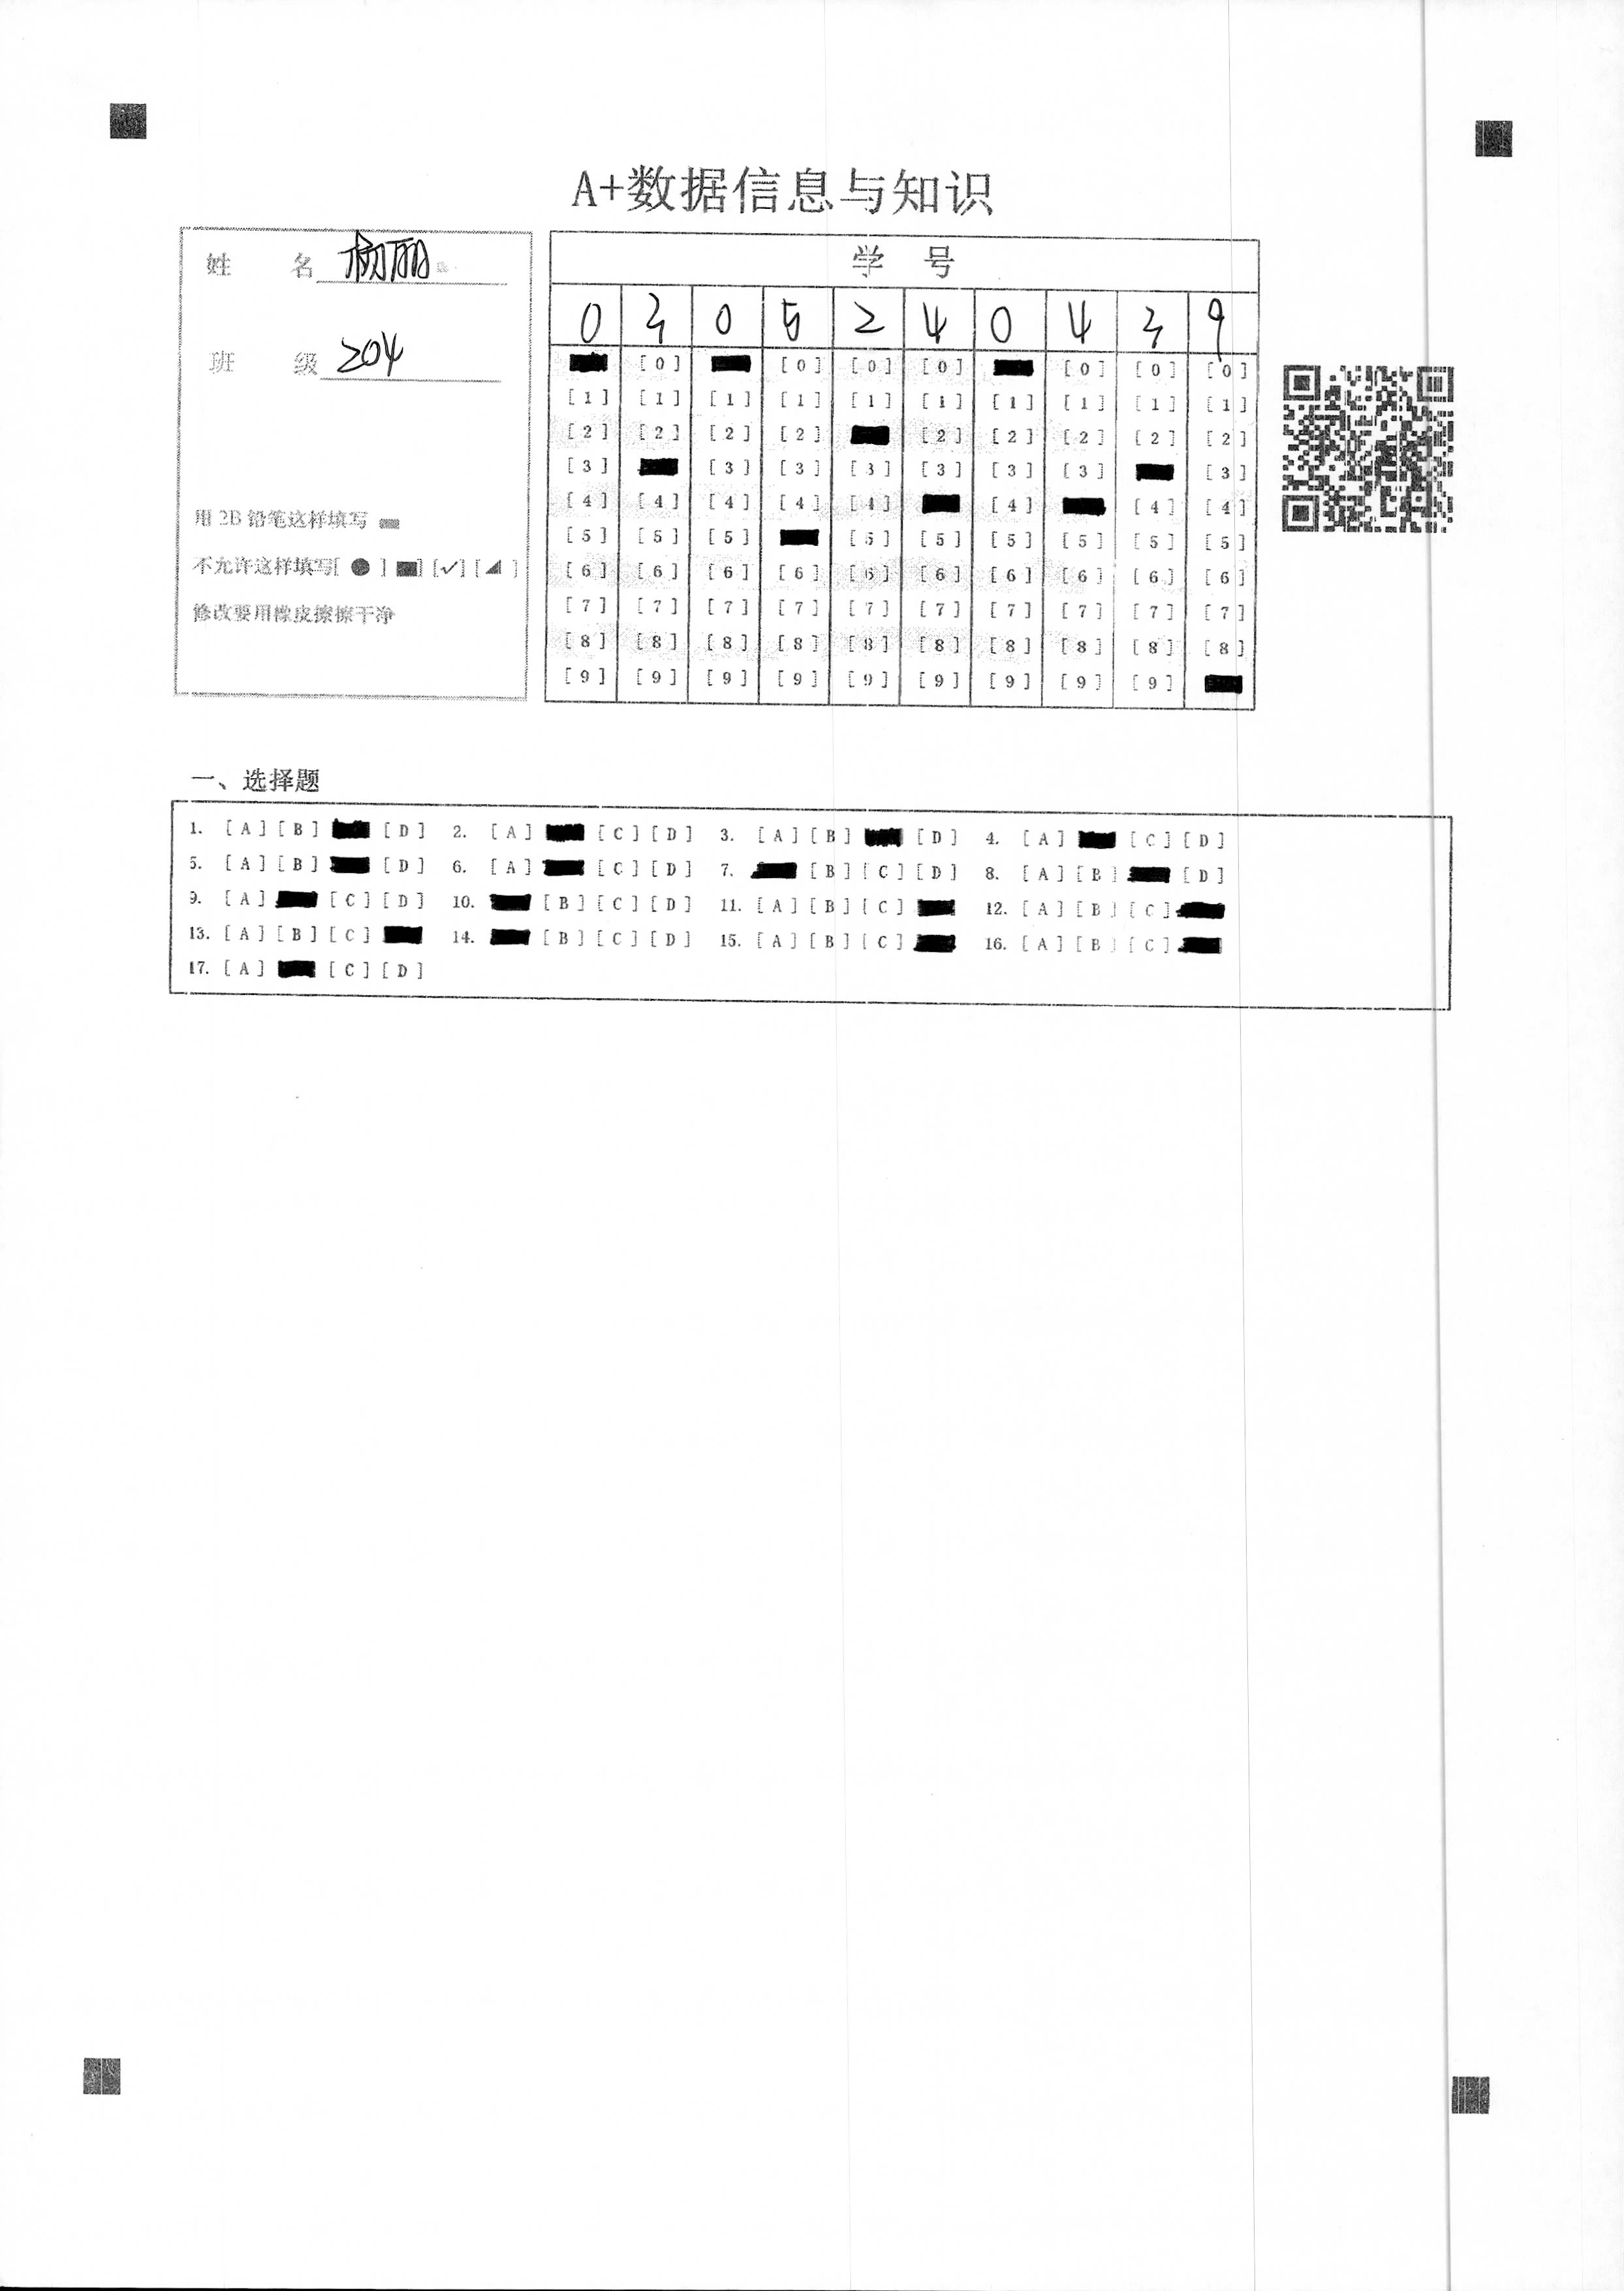 A+数据信息与知识
姓 名 杨丽
班 级 204
用 2B 铅笔这样填写
不允许这样填写[ ● ] [■] [✓] [◢ ]
修改要用橡皮擦擦干净
学 号
0 3 0 5 2 4 0 4 3 9
[0] [0] [0] [0] [0] [0] [0]
[1] [1] [1] [1] [1] [1] [1] [1] [1] [1]
[2] [2] [2] [2] [2] [2] [2] [2] [2]
[3] [3] [3] [3] [3] [3] [3] [3]
[4] [4] [4] [4] [4] [4] [4] [4]
[5] [5] [5] [5] [5] [5] [5] [5] [5]
[6] [6] [6] [6] [6] [6] [6] [6] [6] [6]
[7] [7] [7] [7] [7] [7] [7] [7] [7] [7]
[8] [8] [8] [8] [8] [8] [8] [8] [8] [8]
[9] [9] [9] [9] [9] [9] [9] [9] [9]
一、选择题
1. [A] [B] [D] 2. [A] [C] [D] 3. [A] [B] [D] 4. [A] [C] [D]
5. [A] [B] [D] 6. [A] [C] [D] 7. [B] [C] [D] 8. [A] [B] [D]
9. [A] [C] [D] 10. [B] [C] [D] 11. [A] [B] [C] 12. [A] [B] [C]
13. [A] [B] [C] 14. [B] [C] [D] 15. [A] [B] [C] 16. [A] [B] [C]
17. [A] [C] [D]